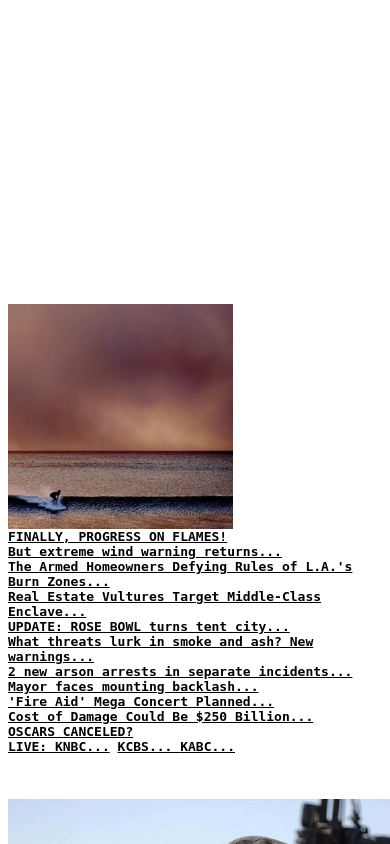 FINALLY, PROGRESS ON FLAMES!
But extreme wind warning returns...
The Armed Homeowners Defying Rules of L.A.'s
Burn Zones...
Real Estate Vultures Target Middle-Class
Enclave...
UPDATE: ROSE BOWL turns tent city...
What threats lurk in smoke and ash? New
warnings...
2 new arson arrests in separate incidents...
Mayor faces mounting backlash...
'Fire Aid' Mega Concert Planned...
Cost of Damage Could Be $250 Billion...
OSCARS CANCELED?
LIVE: KNBC... KCBS... KABC...